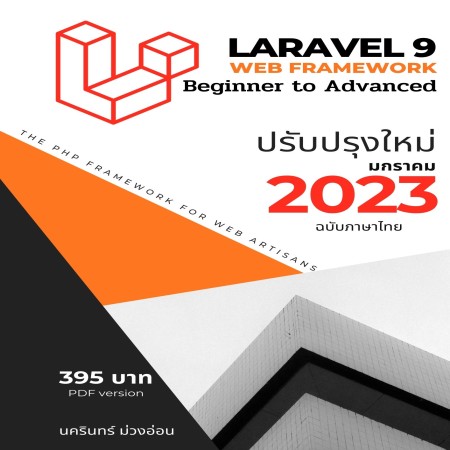 LARAVEL 9
WEB FRAMEWORK
Beginner to Advanced
ปรับปรุงใหม่
มกราคม
2023
ฉบับภาษาไทย
THE PHP FRAMEWORK FOR WEB ARTISANS
395 บาท
PDF version
นครินทร์ ม่วงอ่อน